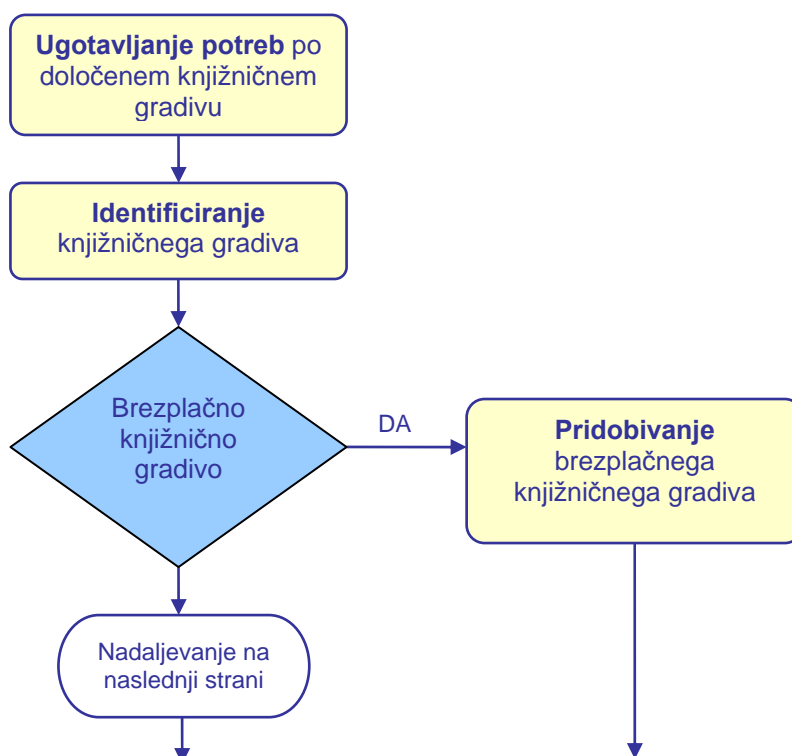 Ugotavljanje potreb po
določenem knjižničnem
gradivu
Identificiranje
knjižničnega gradiva
Brezplačno
knjižnično
gradivo
DA
Pridobivanje
brezplačnega
knjižničnega gradiva
Nadaljevanje na
naslednji strani